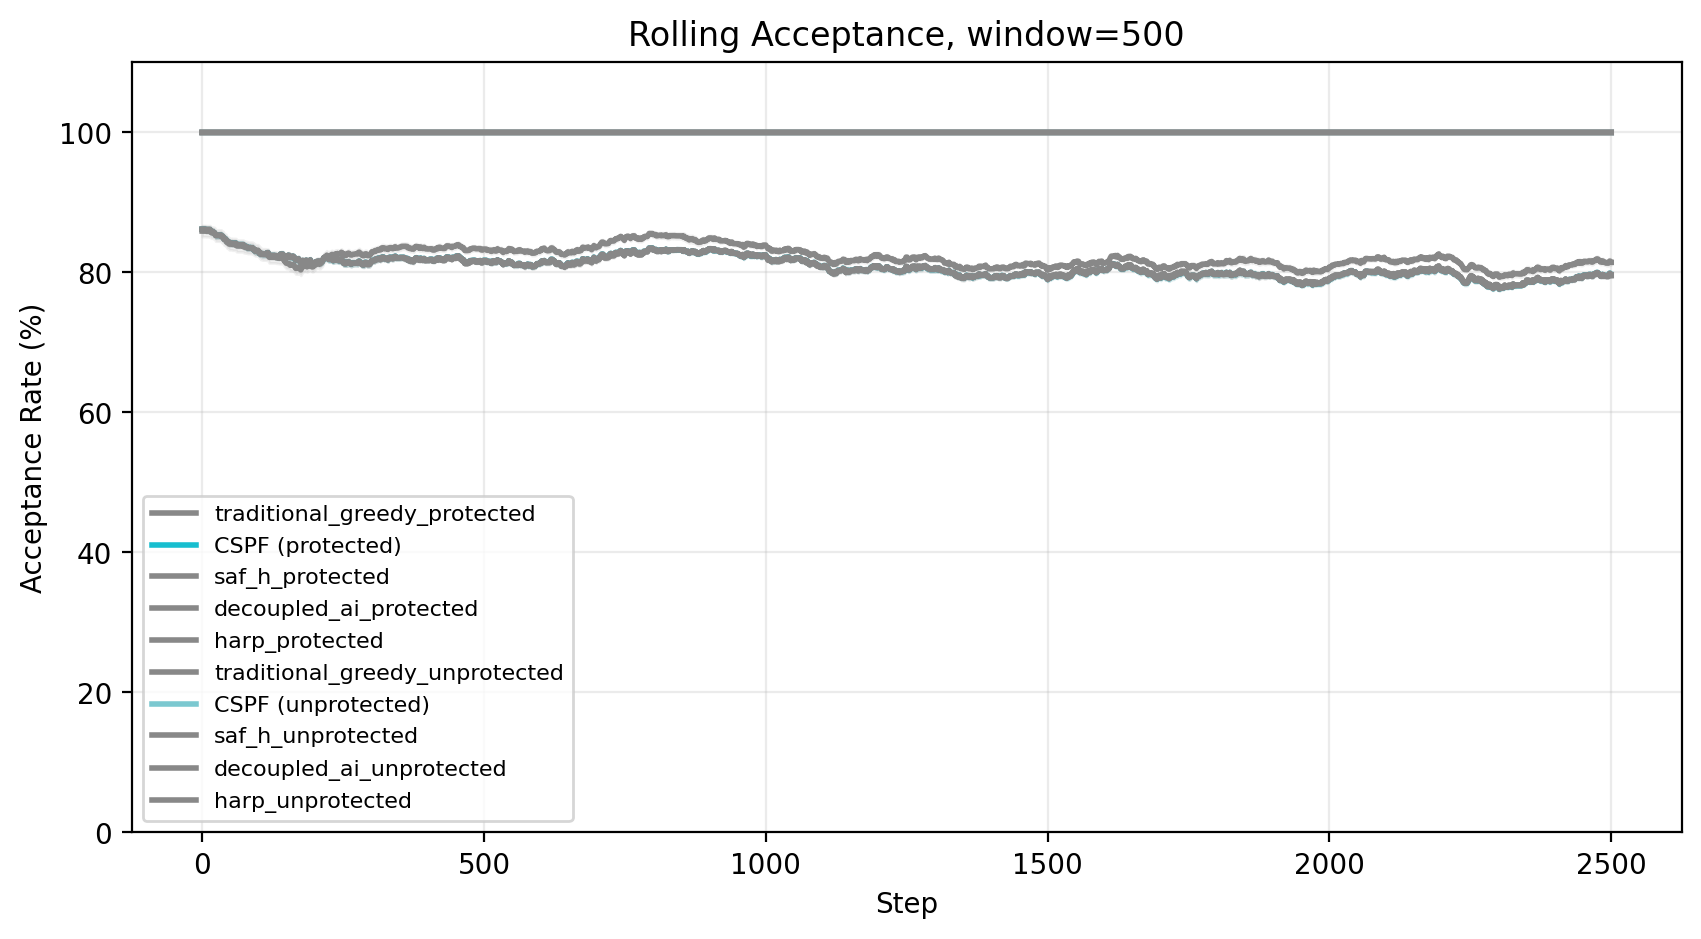 Rolling Acceptance, window=500
Acceptance Rate (%)
100
80
60
40
20
0
traditional_greedy_protected
CSPF (protected)
saf_h_protected
decoupled_ai_protected
harp_protected
traditional_greedy_unprotected
CSPF (unprotected)
saf_h_unprotected
decoupled_ai_unprotected
harp_unprotected
0 500 1000 1500 2000 2500
Step